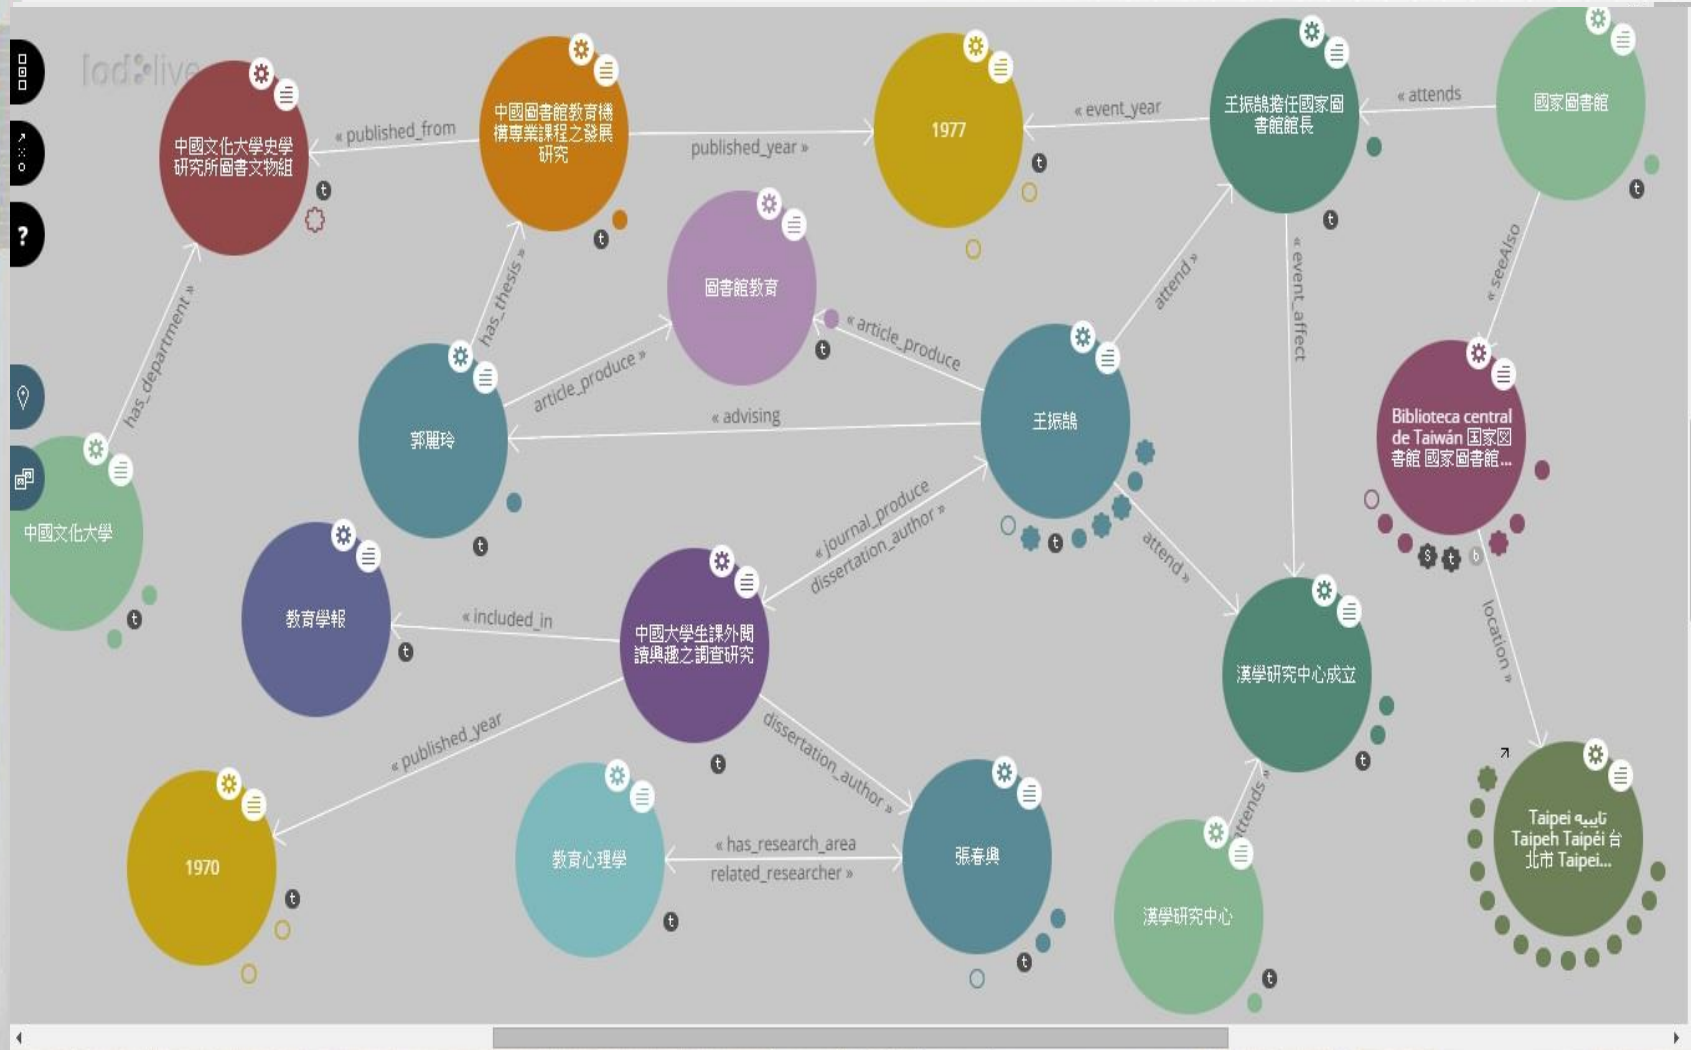 lod live
中國文化大學史學
研究所圖書文物組
« published_from
中國圖書館教育機
構專業課程之發展
研究
published_year »
1977
« event_year
王振鵠擔任國家圖
書館館長
« attends
國家圖書館
has_department »
has_thesis »
圖書館教育
« article_produce
article_produce »
attend »
« event_affect
« seeAlso
郭麗玲
« advising
王振鵠
Biblioteca central
de Taiwán 国家図
書館 國家圖書館...
中國文化大學
« journal_produce
dissertation_author »
attend »
教育學報
« included_in
中國大學生課外閱
讀興趣之調查研究
漢學研究中心成立
location »
« published_year
dissertation_author »
1970
教育心理學
« has_research_area
related_researcher »
張春興
attends »
漢學研究中心
Taipei تايبيه
Taipeh Taipéi 台
北市 Taipei...